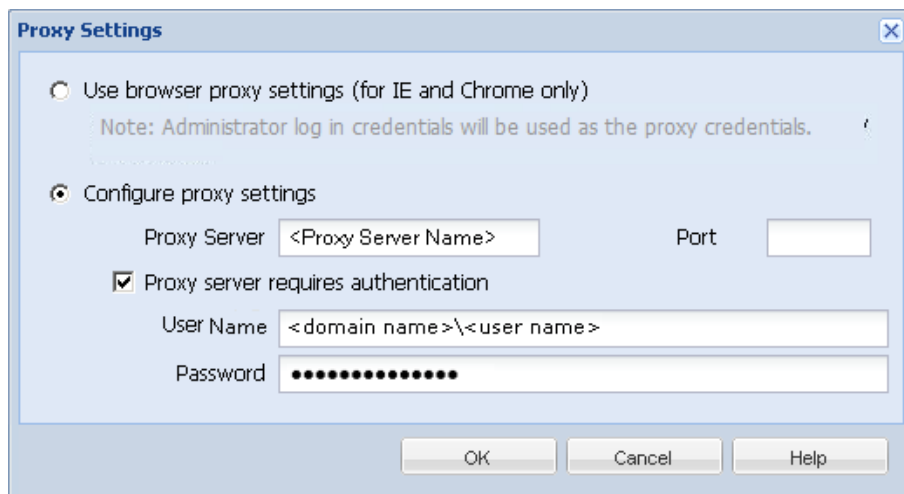 Proxy Settings
Use browser proxy settings (for IE and Chrome only)
Note: Administrator log in credentials will be used as the proxy credentials.
Configure proxy settings
Proxy Server <Proxy Server Name> Port
Proxy server requires authentication
User Name <domain name>\<user name>
Password ••••••••••••••
OK Cancel Help